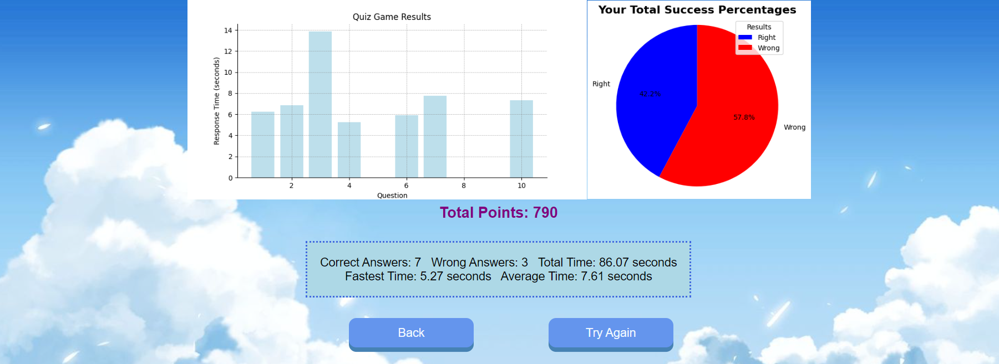 Quiz Game Results
14
12
10
8
6
4
2
0
Response Time (seconds)
2 4 6 8 10
Question
Your Total Success Percentages
Results
Right
Wrong
Right
42.2%
57.8%
Wrong
Total Points: 790
Correct Answers: 7 Wrong Answers: 3 Total Time: 86.07 seconds
Fastest Time: 5.27 seconds Average Time: 7.61 seconds
Back Try Again